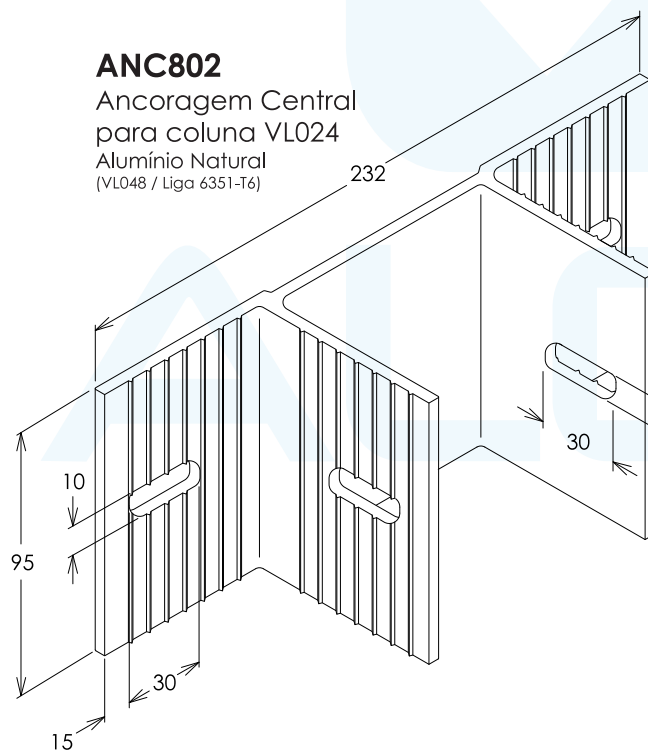 ANC802
Ancoragem Central
para coluna VL024
Alumínio Natural
(VL048 / Liga 6351-T6)
232
10
30
95
30
15